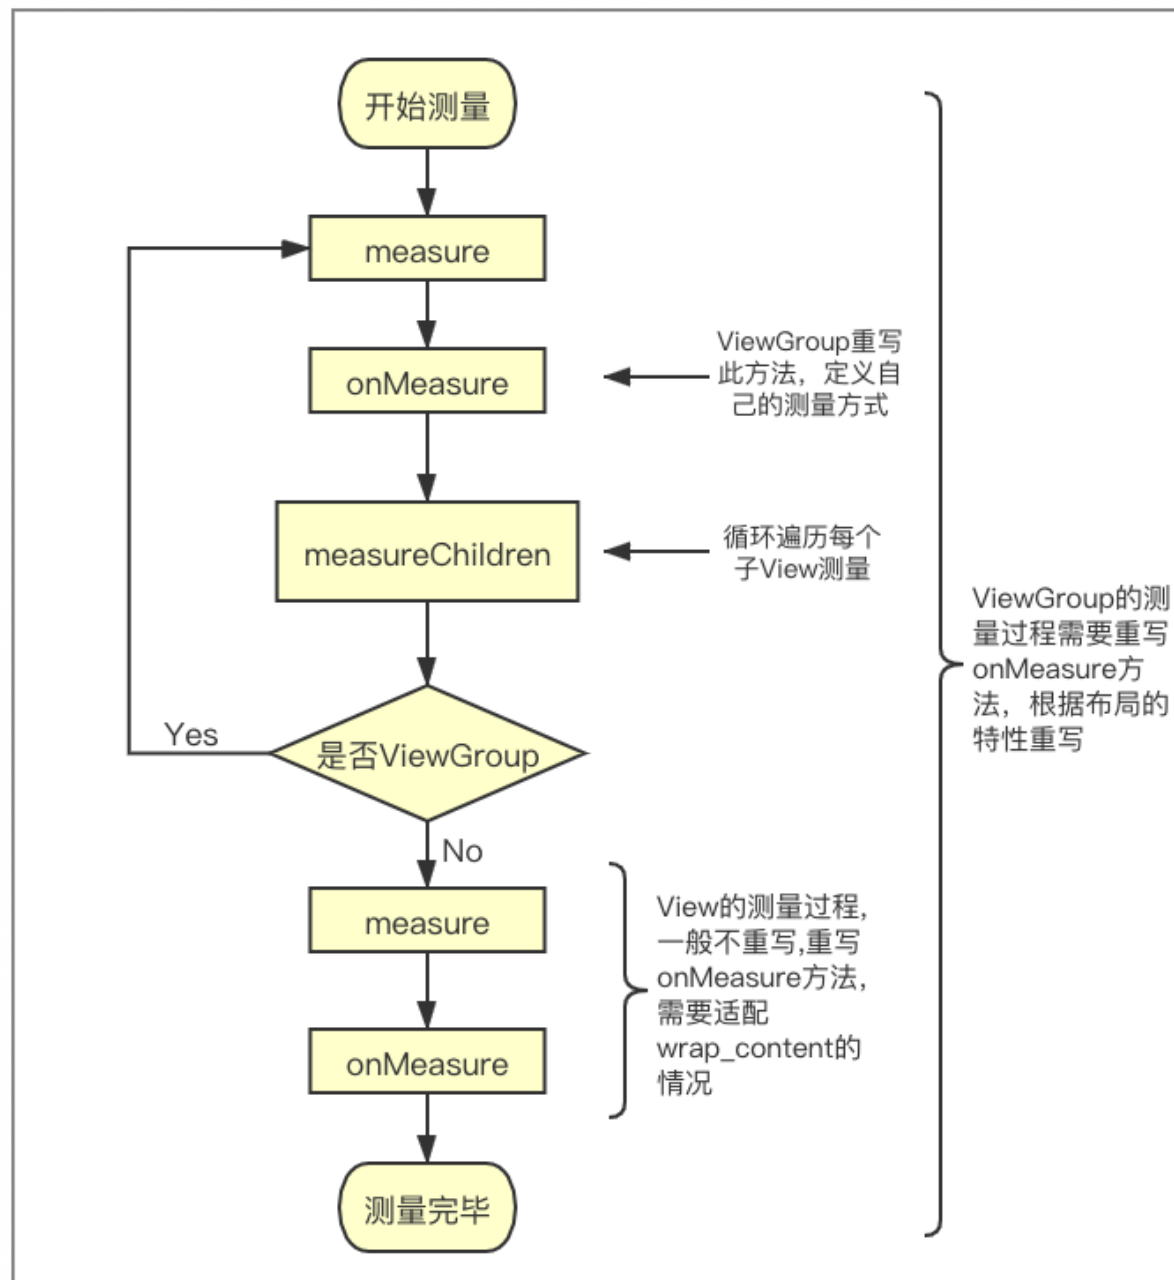 开始测量
measure
onMeasure
ViewGroup重写
此方法，定义自
己的测量方式
measureChildren
循环遍历每个
子View测量
ViewGroup的测
量过程需要重写
onMeasure方
法，根据布局的
特性重写
是否ViewGroup
Yes
No
measure
onMeasure
View的测量过程,
一般不重写,重写
onMeasure方法,
需要适配
wrap_content的
情况
测量完毕